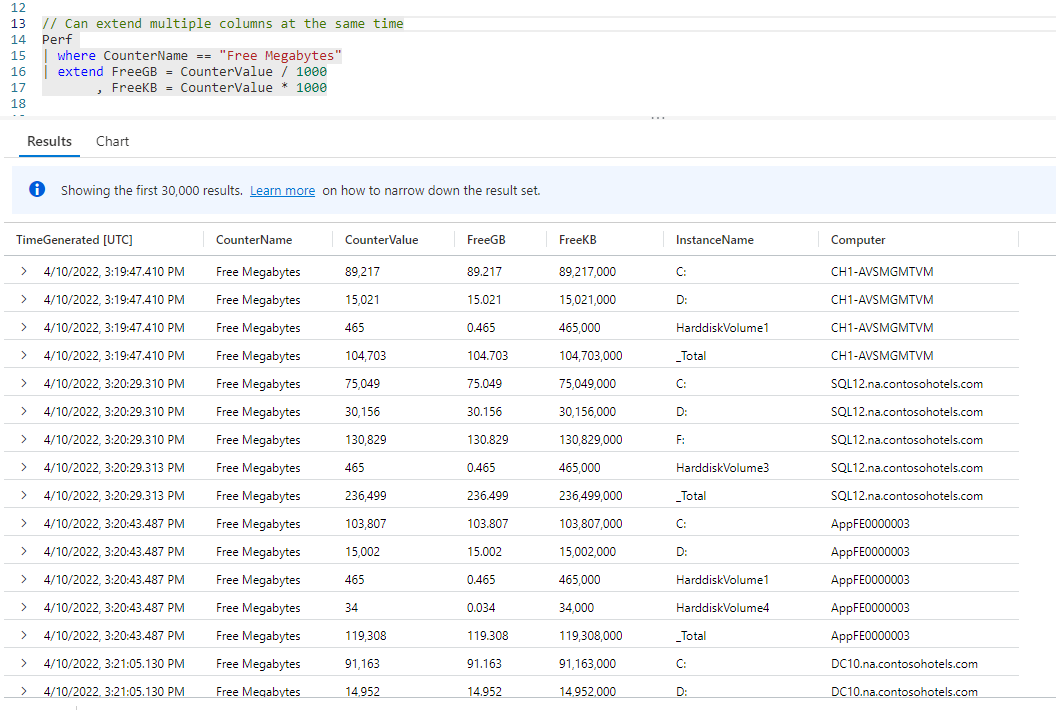 12
13 // Can extend multiple columns at the same time
14 Perf
15 | where CounterName == "Free Megabytes"
16 | extend FreeGB = CounterValue / 1000
17 , FreeKB = CounterValue * 1000
18
...
Results Chart
Showing the first 30,000 results. Learn more on how to narrow down the result set.
TimeGenerated [UTC] CounterName CounterValue FreeGB FreeKB InstanceName Computer
4/10/2022, 3:19:47.410 PM Free Megabytes 89,217 89.217 89,217,000 C: CH1-AVSMGMTVM
4/10/2022, 3:19:47.410 PM Free Megabytes 15,021 15.021 15,021,000 D: CH1-AVSMGMTVM
4/10/2022, 3:19:47.410 PM Free Megabytes 465 0.465 465,000 HarddiskVolume1 CH1-AVSMGMTVM
4/10/2022, 3:19:47.410 PM Free Megabytes 104,703 104.703 104,703,000 _Total CH1-AVSMGMTVM
4/10/2022, 3:20:29.310 PM Free Megabytes 75,049 75.049 75,049,000 C: SQL12.na.contosohotels.com
4/10/2022, 3:20:29.310 PM Free Megabytes 30,156 30.156 30,156,000 D: SQL12.na.contosohotels.com
4/10/2022, 3:20:29.310 PM Free Megabytes 130,829 130.829 130,829,000 F: SQL12.na.contosohotels.com
4/10/2022, 3:20:29.313 PM Free Megabytes 465 0.465 465,000 HarddiskVolume3 SQL12.na.contosohotels.com
4/10/2022, 3:20:29.313 PM Free Megabytes 236,499 236.499 236,499,000 _Total SQL12.na.contosohotels.com
4/10/2022, 3:20:43.487 PM Free Megabytes 103,807 103.807 103,807,000 C: AppFE0000003
4/10/2022, 3:20:43.487 PM Free Megabytes 15,002 15.002 15,002,000 D: AppFE0000003
4/10/2022, 3:20:43.487 PM Free Megabytes 465 0.465 465,000 HarddiskVolume1 AppFE0000003
4/10/2022, 3:20:43.487 PM Free Megabytes 34 0.034 34,000 HarddiskVolume4 AppFE0000003
4/10/2022, 3:20:43.487 PM Free Megabytes 119,308 119.308 119,308,000 _Total AppFE0000003
4/10/2022, 3:21:05.130 PM Free Megabytes 91,163 91.163 91,163,000 C: DC10.na.contosohotels.com
4/10/2022, 3:21:05.130 PM Free Megabytes 14,952 14.952 14,952,000 D: DC10.na.contosohotels.com